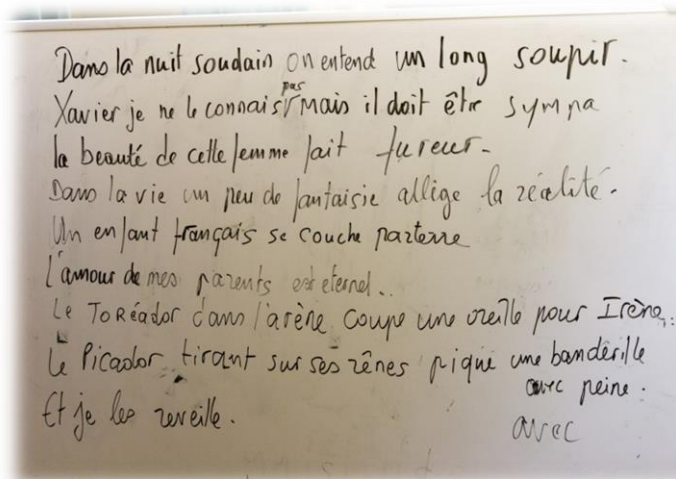 Dans la nuit soudain on entend un long soupir.
Xavier je ne le connais pas mais il doit être sympa
la beauté de cette femme fait fureur.
Dans la vie un peu de fantaisie allège la réalité.
Un enfant français se couche parterre
l'amour de mes parents est eternel..
Le Toréador dans l'arène coupe une oreille pour Irène.
Le Picador tirant sur ses rênes pique une banderille
avec peine.
Et je les reveille.
avec